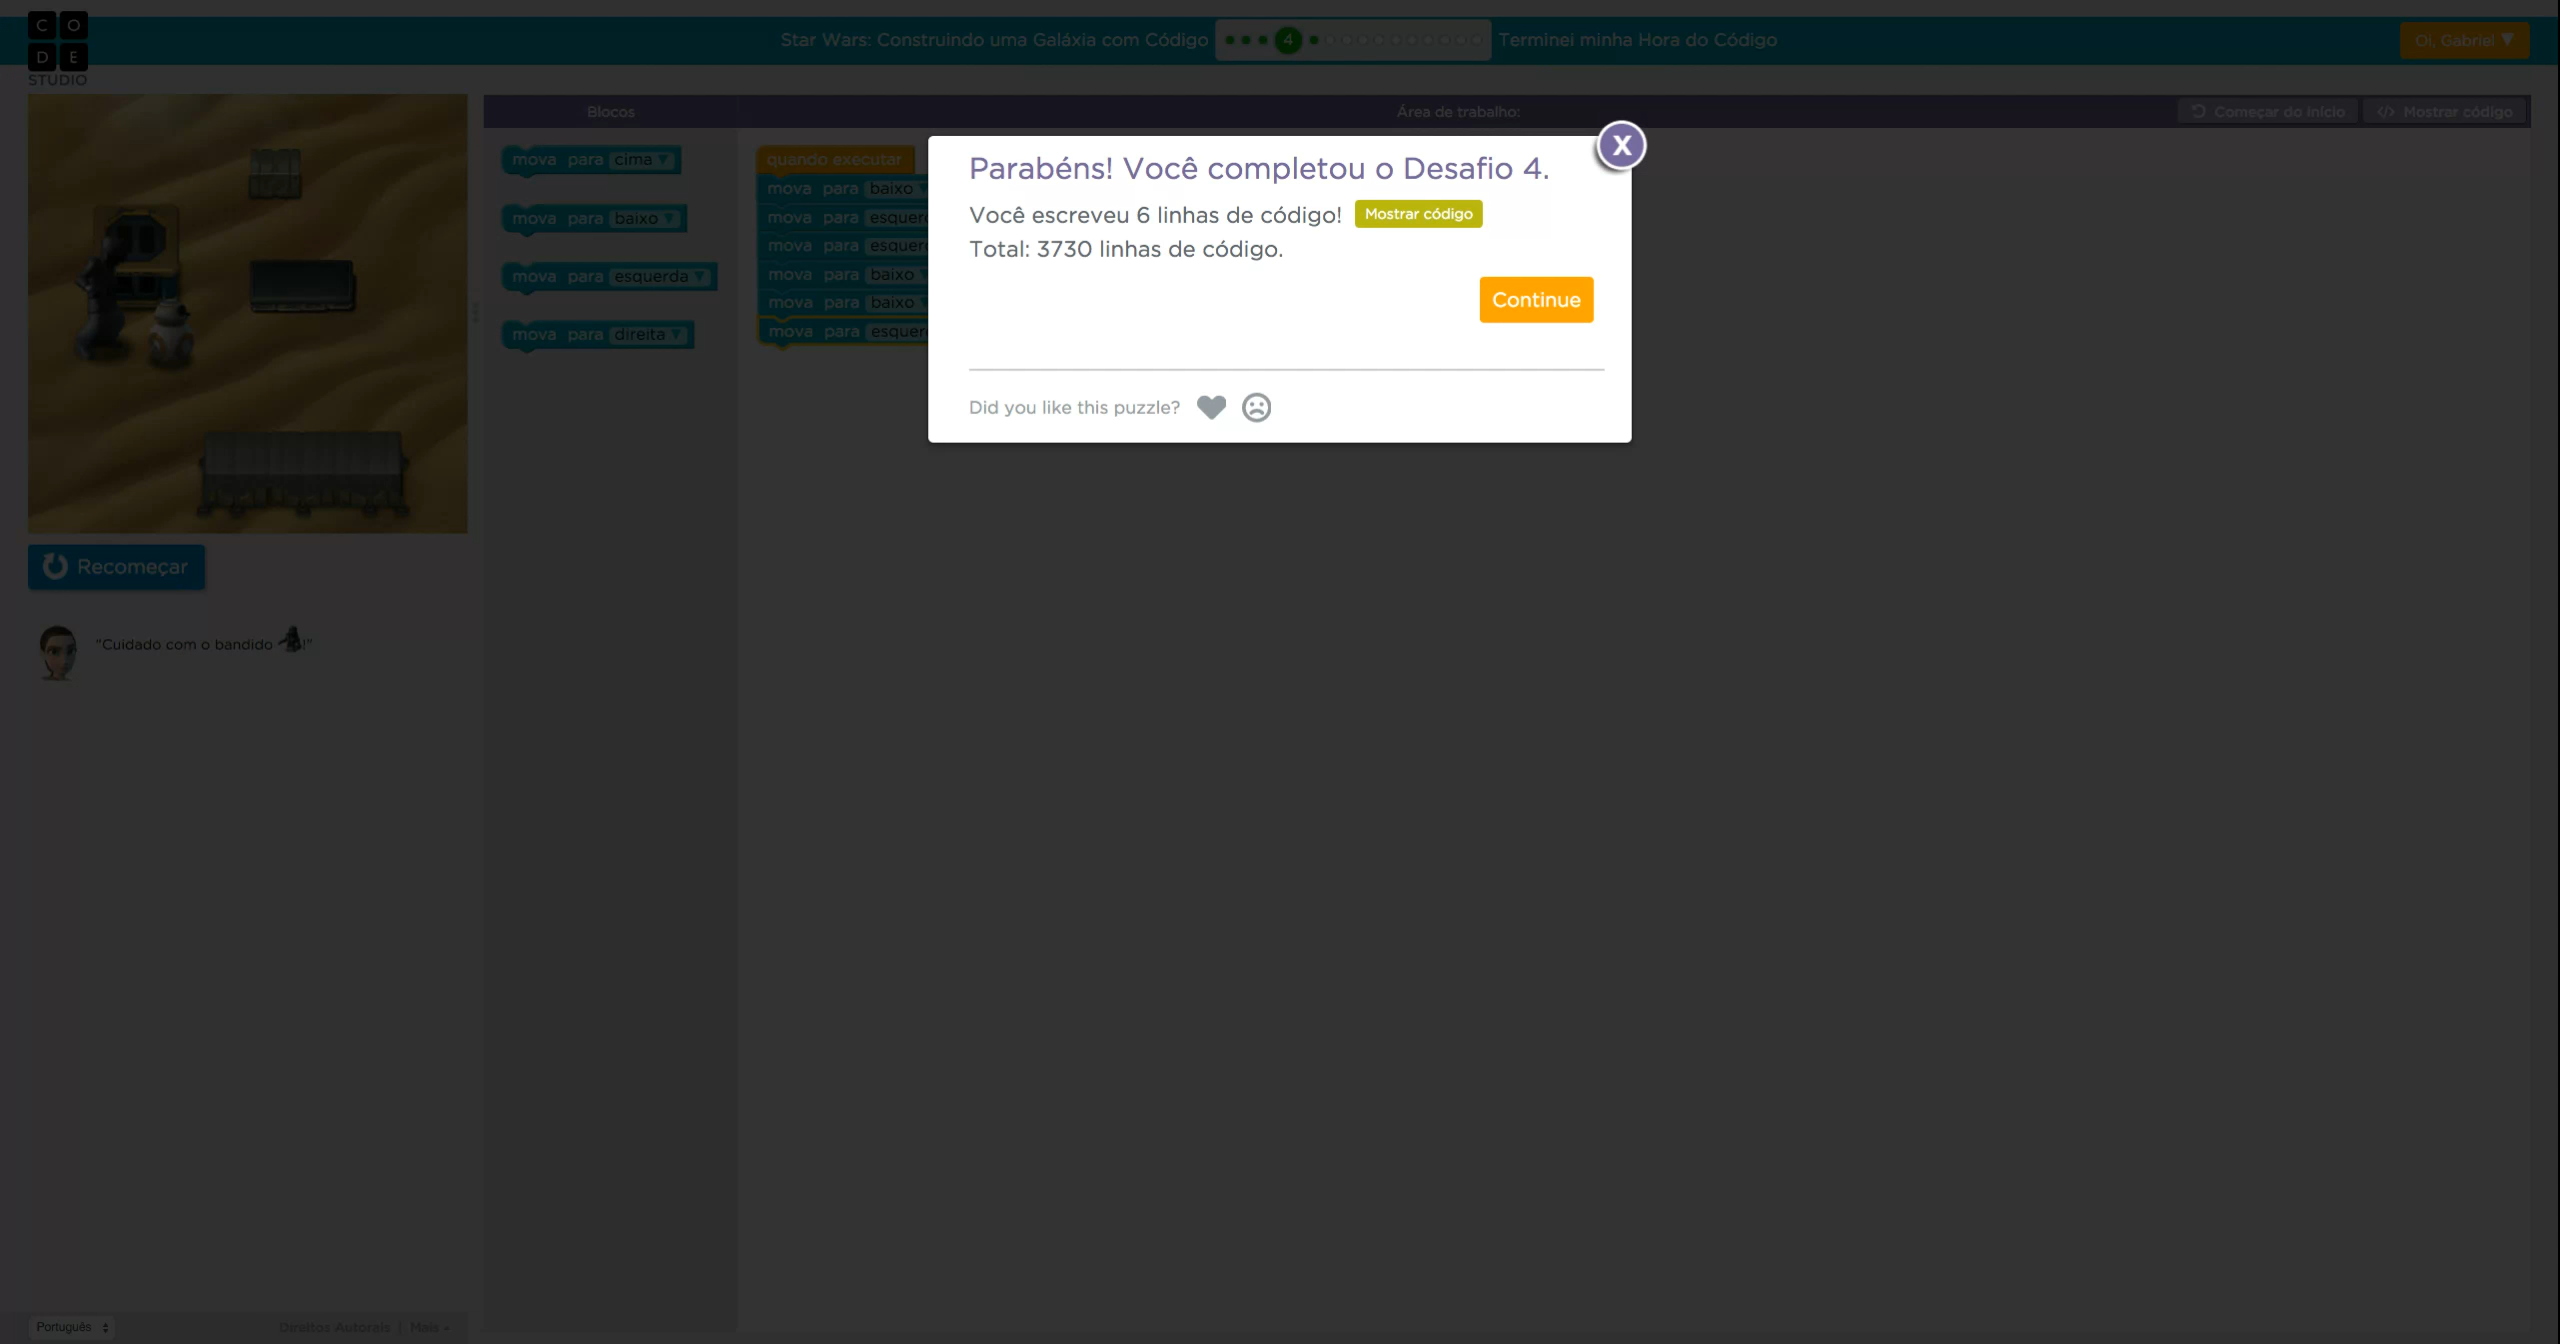 C O
D E
STUDIO
Star Wars: Construindo uma Galáxia com Código
4
Terminei minha Hora do Código
Oi, Gabriel
Blocos
Área de trabalho:
Começar do Início
</> Mostrar código
mova para cima
mova para baixo
mova para esquerda
mova para direita
quando executar
mova para baixo
mova para
mova para
mova para baixo
mova para baixo
mova para
X
Parabéns! Você completou o Desafio 4.
Você escreveu 6 linhas de código! Mostrar código
Total: 3730 linhas de código.
Continue
Did you like this puzzle?
Recomeçar
"Cuidado com o bandido !"
Português
Direitos Autorais | Mais